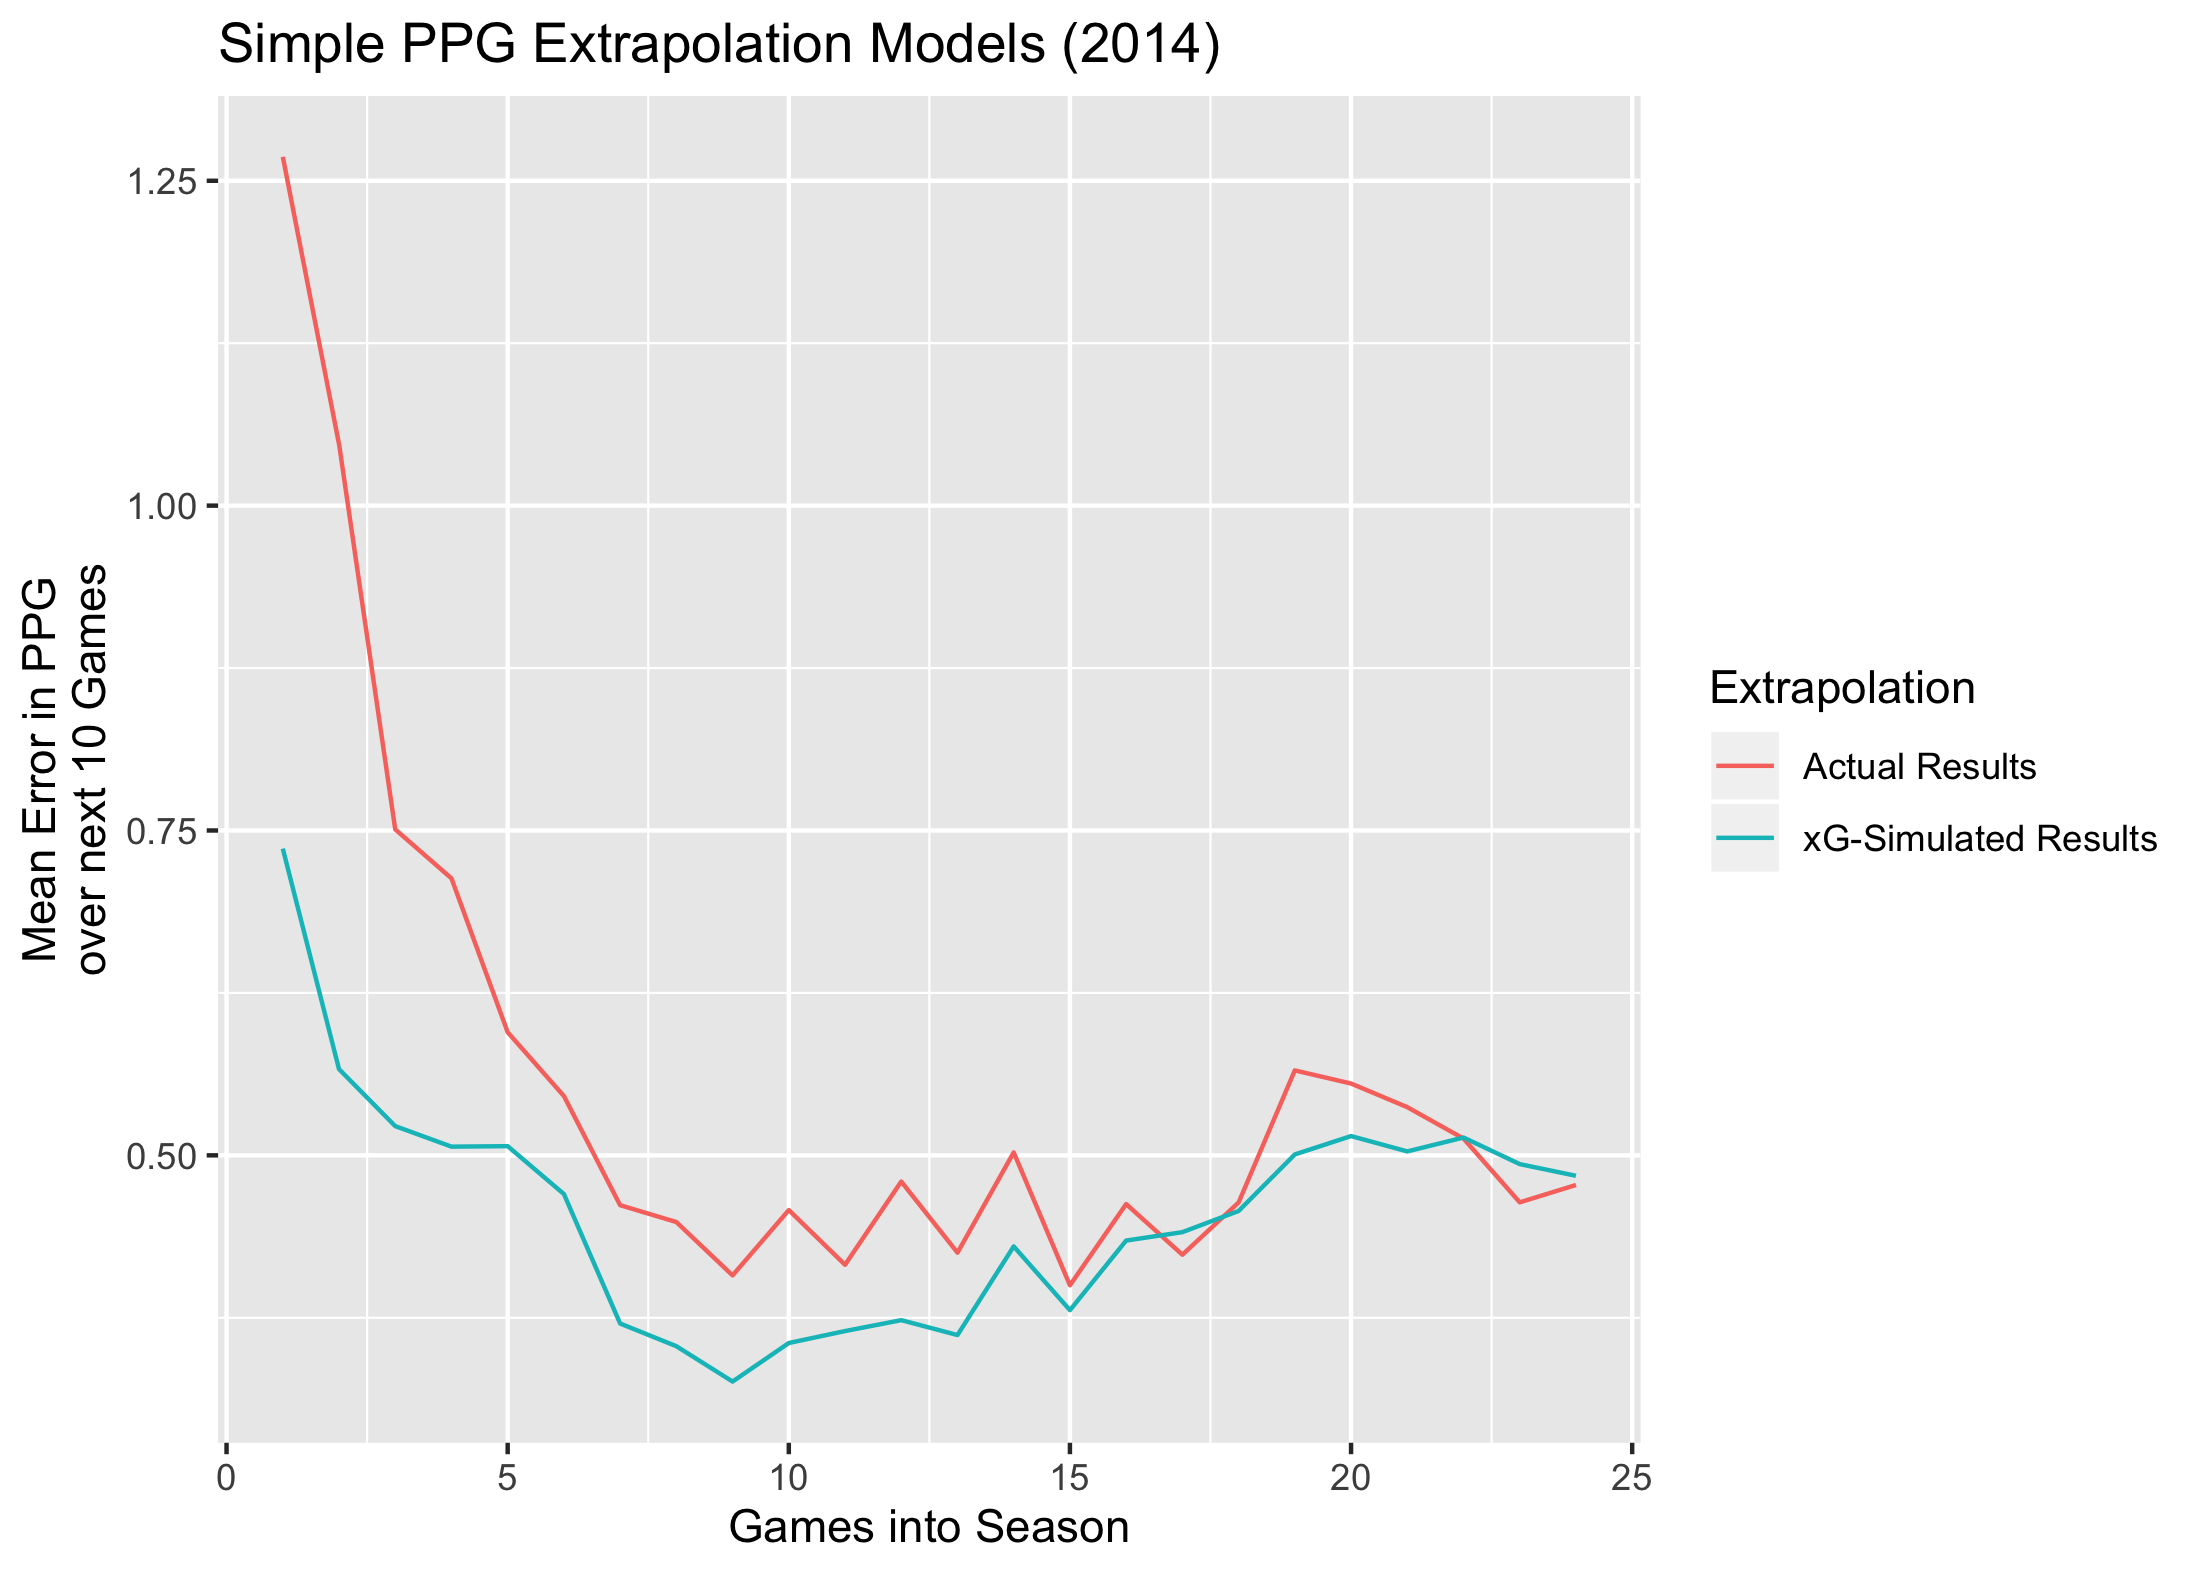 Simple PPG Extrapolation Models (2014)
Mean Error in PPG
over next 10 Games
1.25
1.00
0.75
0.50
0
5
10
15
20
25
Games into Season
Extrapolation
Actual Results
xG-Simulated Results